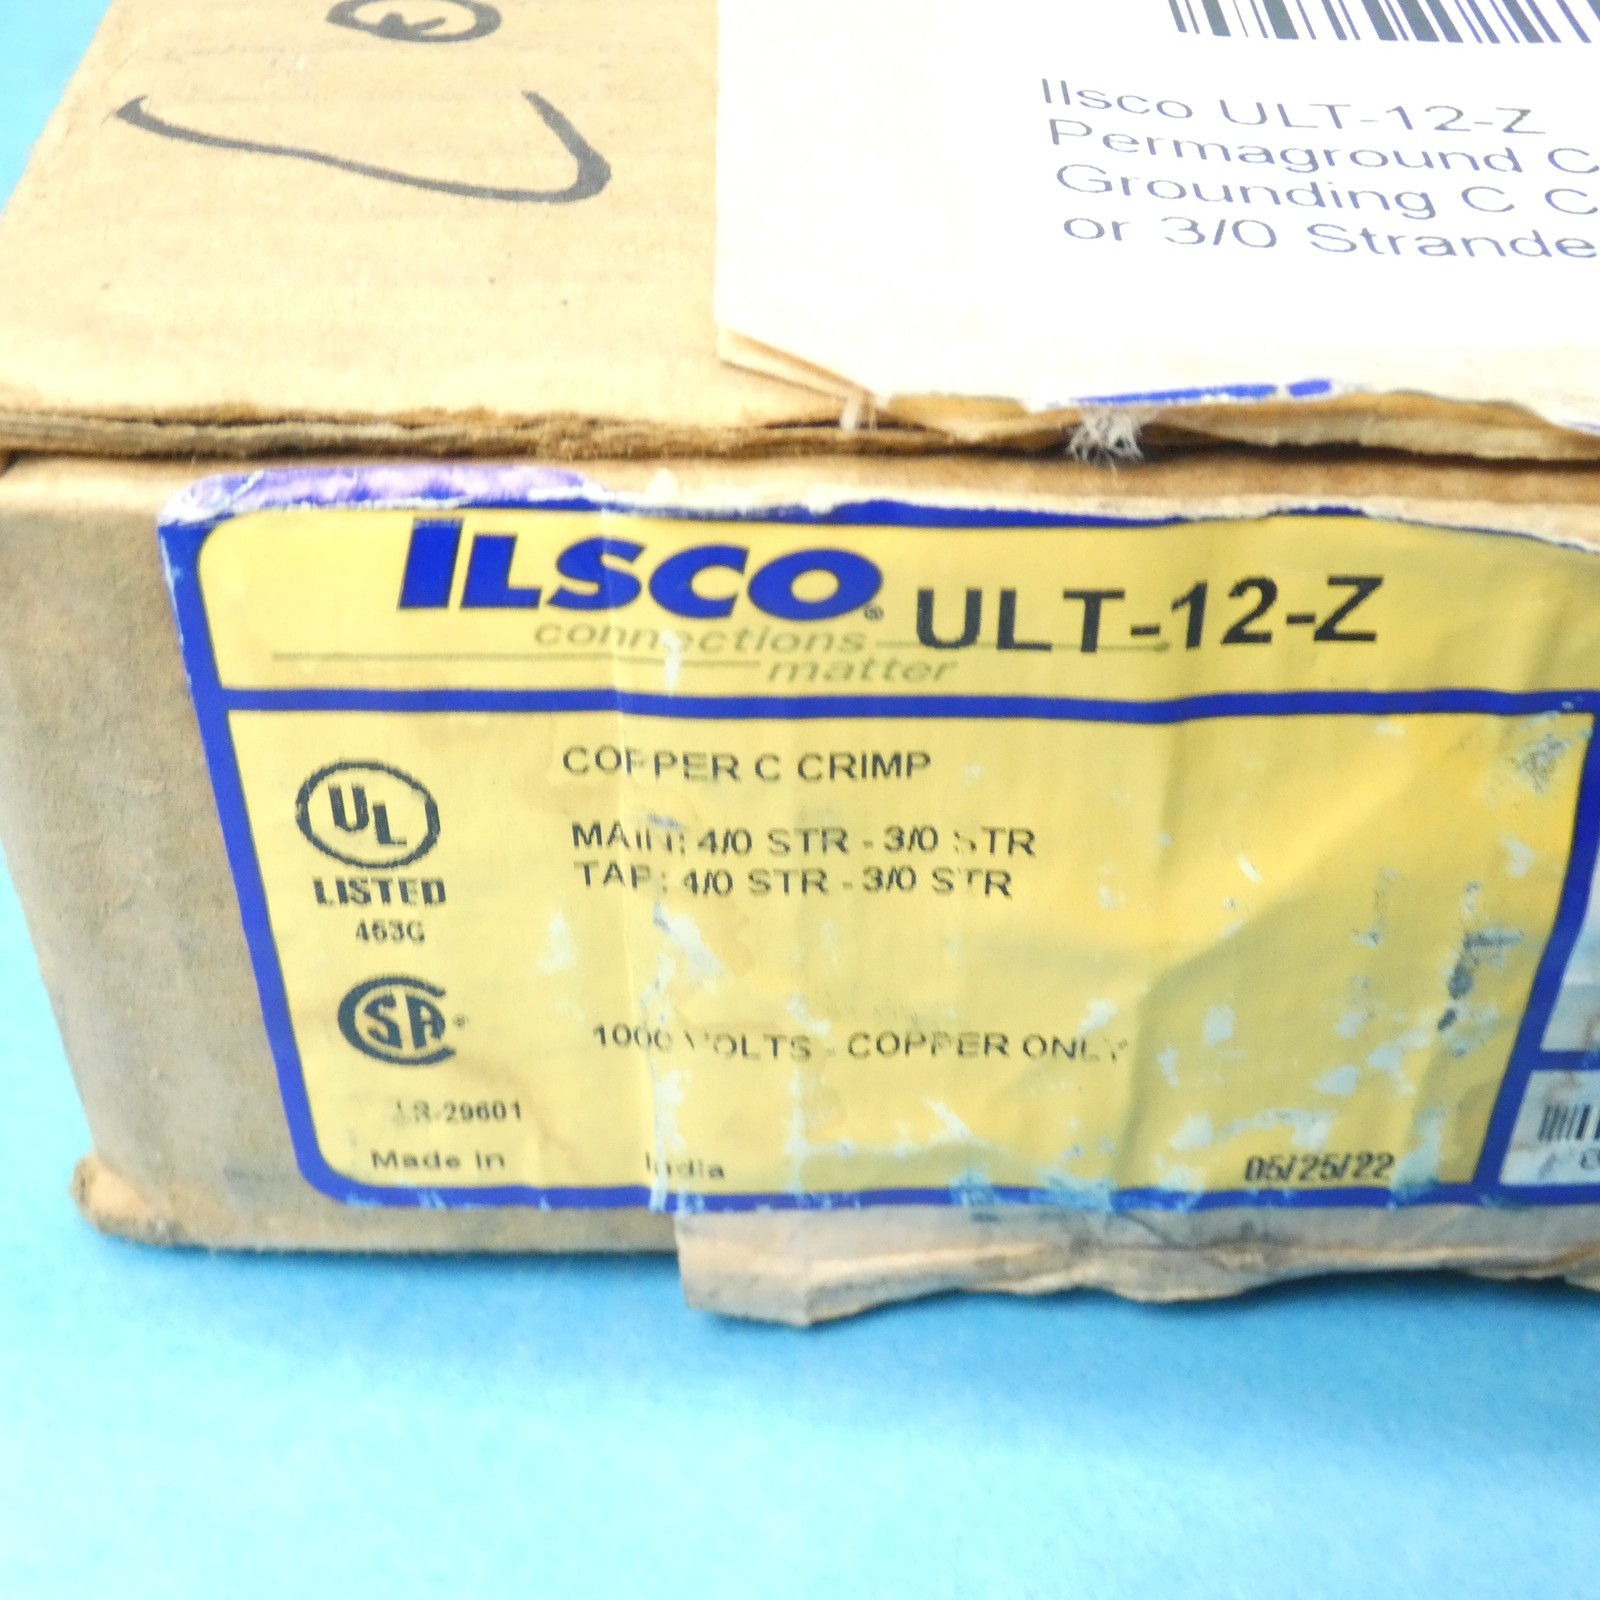 Ilsco ULT-12-Z
Permaground C
Grounding C C
or 3/0 Strande
ILSCO® ULT-12-Z
connections
matter
COPPER C CRIMP
UL
LISTED
453G
MAIN: 4/0 STR - 3/0 STR
TAP: 4/0 STR - 3/0 STR
SA
1000 VOLTS - COPPER ONLY
LR-29601
Made In India
05/25/22